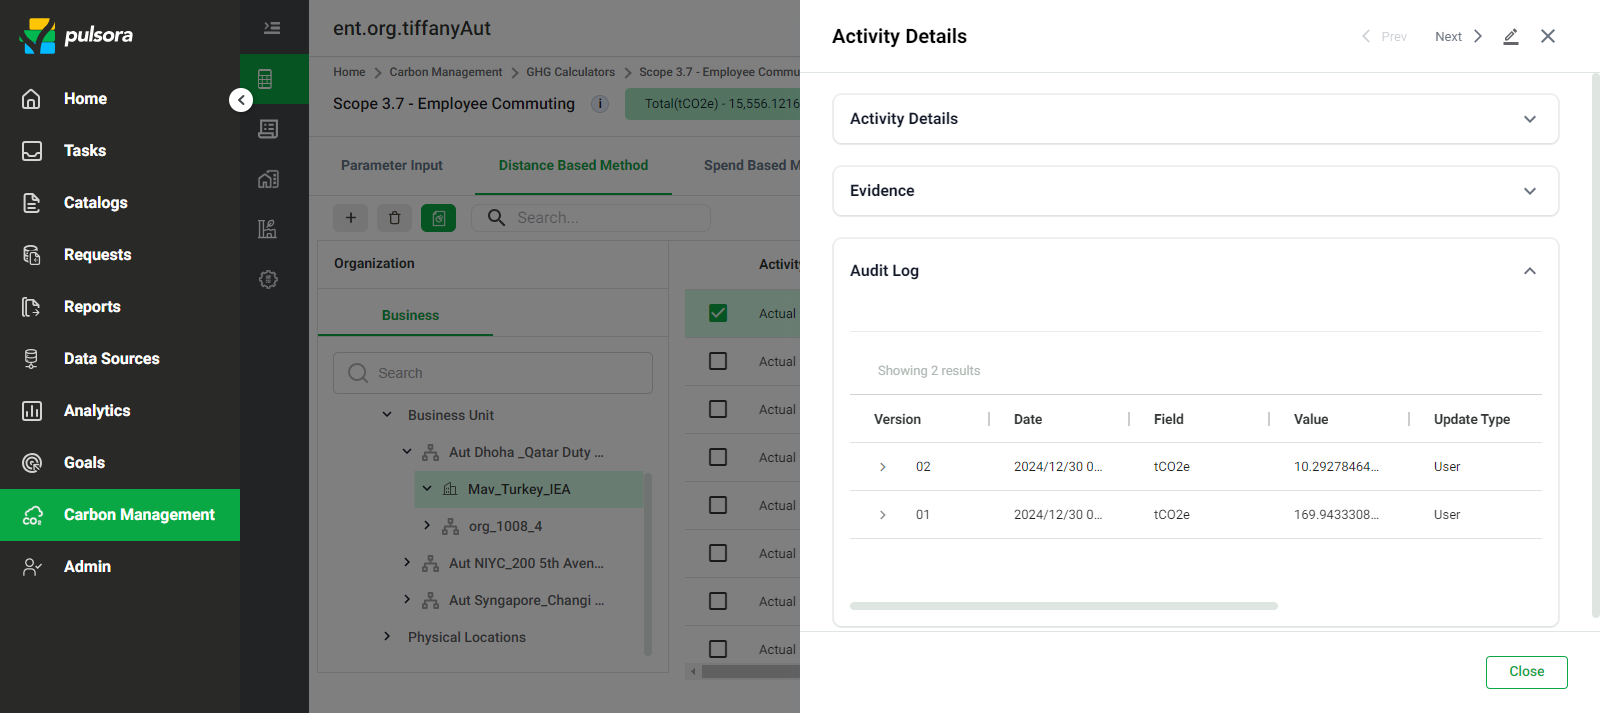 pulsora
Home
Tasks
Catalogs
Requests
Reports
Data Sources
Analytics
Goals
Carbon Management
Admin
ent.org.tiffanyAut
Home > Carbon Management > GHG Calculators > Scope 3.7 - Employee Commu
Scope 3.7 - Employee Commuting i Total(tCO2e) - 15,556.1216
Parameter Input Distance Based Method Spend Based M
Search...
Organization
Business
Search
Business Unit
Aut Dhoha _Qatar Duty ...
Mav_Turkey_IEA
org_1008_4
Aut NIYC_200 5th Aven...
Aut Syngapore_Changi ...
Physical Locations
Activity
Actual
Actual
Actual
Actual
Actual
Actual
Actual
Actual
Activity Details
Prev Next
Activity Details
Evidence
Audit Log
Showing 2 results
Version Date Field Value Update Type
02 2024/12/30 0... tCO2e 10.29278464... User
01 2024/12/30 0... tCO2e 169.9433308... User
Close